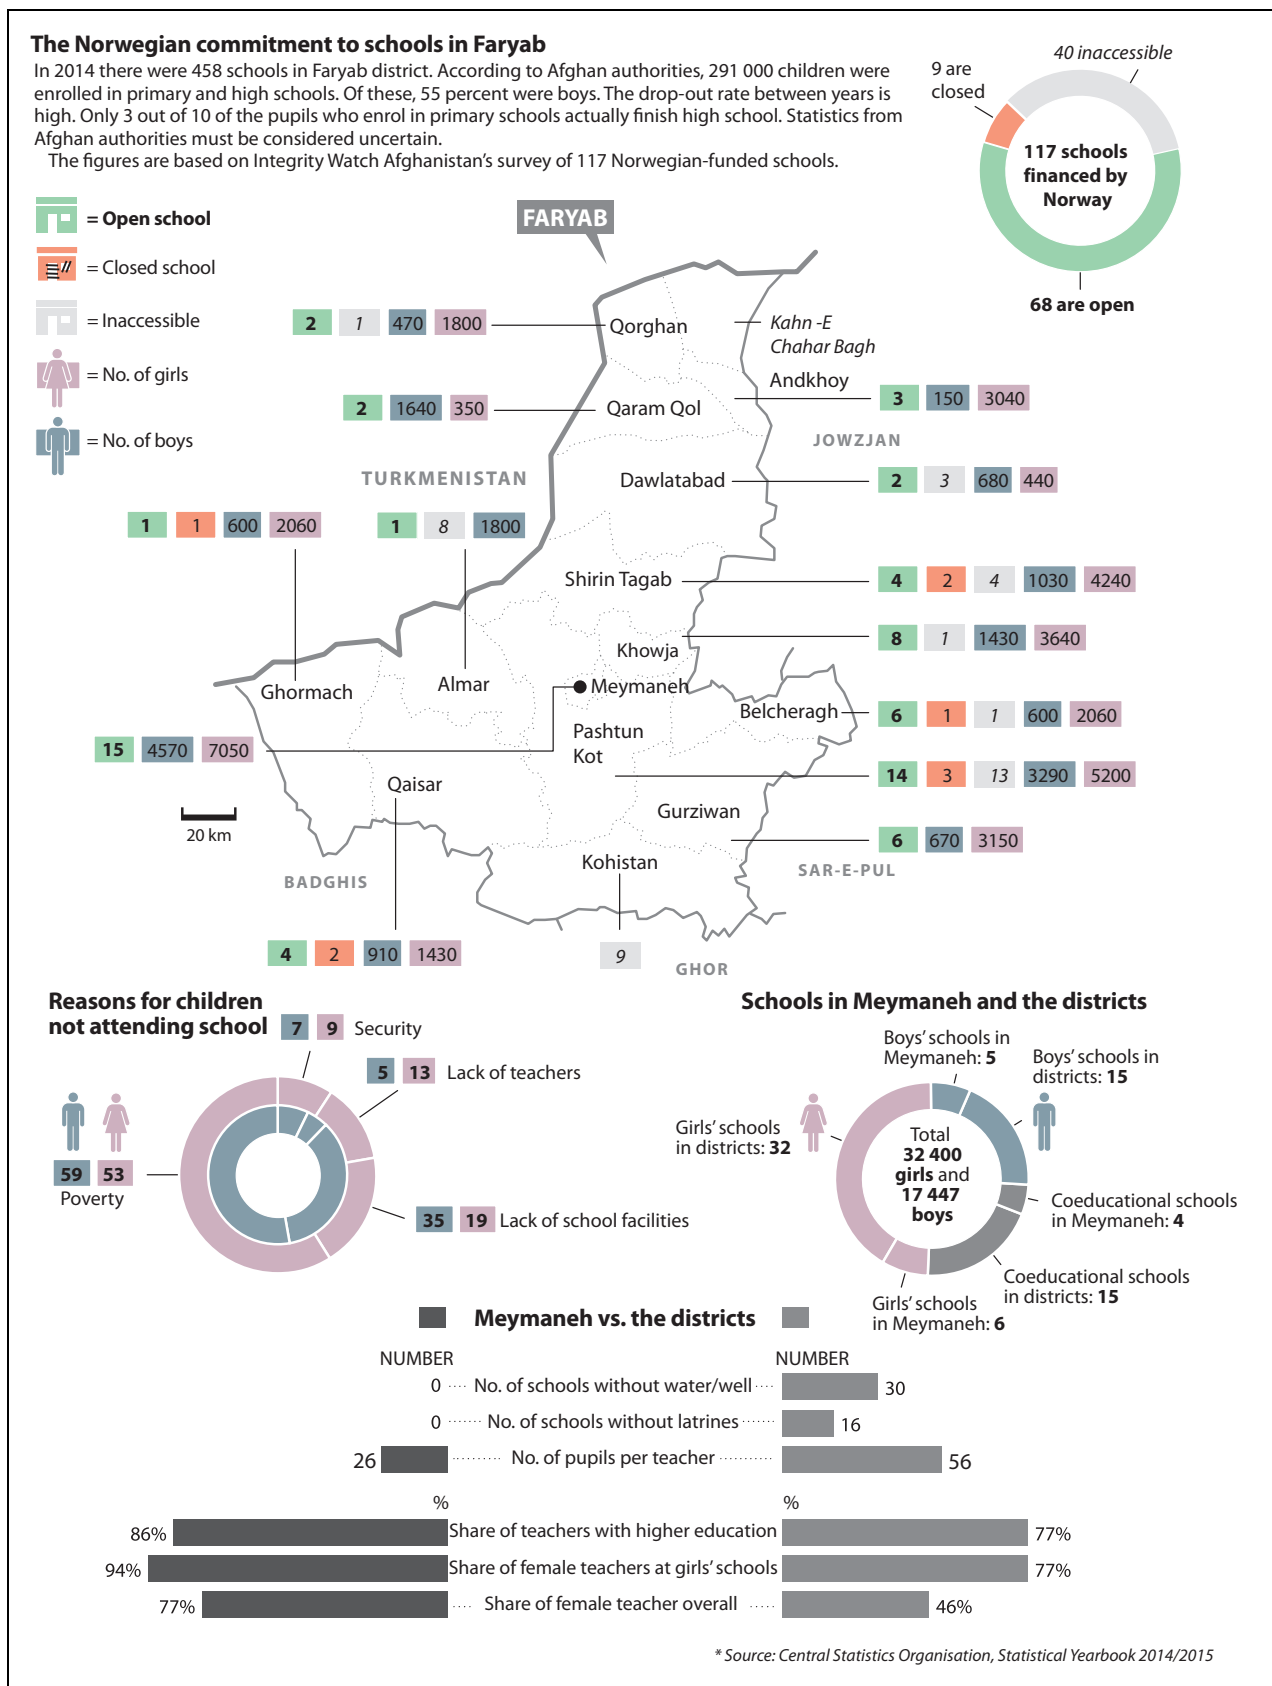 The Norwegian commitment to schools in Faryab
In 2014 there were 458 schools in Faryab district. According to Afghan authorities, 291 000 children were
enrolled in primary and high schools. Of these, 55 percent were boys. The drop-out rate between years is
high. Only 3 out of 10 of the pupils who enrol in primary schools actually finish high school. Statistics from
Afghan authorities must be considered uncertain.
The figures are based on Integrity Watch Afghanistan's survey of 117 Norwegian-funded schools.
40 inaccessible
9 are
closed
117 schools
financed by
Norway
68 are open
= Open school
= Closed school
= Inaccessible
= No. of girls
= No. of boys
FARYAB
2 1 470 1800
Qorghan
Kahn -E
Chahar Bagh
Andkhoy
3 150 3040
2 1640 350
Qaram Qol
JOWZJAN
TURKMENISTAN
Dawlatabad
2 3 680 440
1 1 600 2060
1 8 1800
Shirin Tagab
4 2 4 1030 4240
Khowja
8 1 1430 3640
Ghormach
Almar
Meymaneh
Belcheragh
6 1 1 600 2060
15 4570 7050
Pashtun
Kot
14 3 13 3290 5200
Qaisar
20 km
Gurziwan
6 670 3150
Kohistan
SAR-E-PUL
BADGHIS
4 2 910 1430
9
GHOR
Reasons for children
not attending school
7 9 Security
5 13 Lack of teachers
59 53
Poverty
35 19 Lack of school facilities
Schools in Meymaneh and the districts
Boys' schools in
Meymaneh: 5
Boys' schools in
districts: 15
Girls' schools
in districts: 32
Total
32 400
girls and
17 447
boys
Coeducational schools
in Meymaneh: 4
Coeducational schools
in districts: 15
Girls' schools
in Meymaneh: 6
Meymaneh vs. the districts
NUMBER NUMBER
0 No. of schools without water/well 30
0 No. of schools without latrines 16
26 No. of pupils per teacher 56
% %
86% Share of teachers with higher education 77%
94% Share of female teachers at girls' schools 77%
77% Share of female teacher overall 46%
* Source: Central Statistics Organisation, Statistical Yearbook 2014/2015